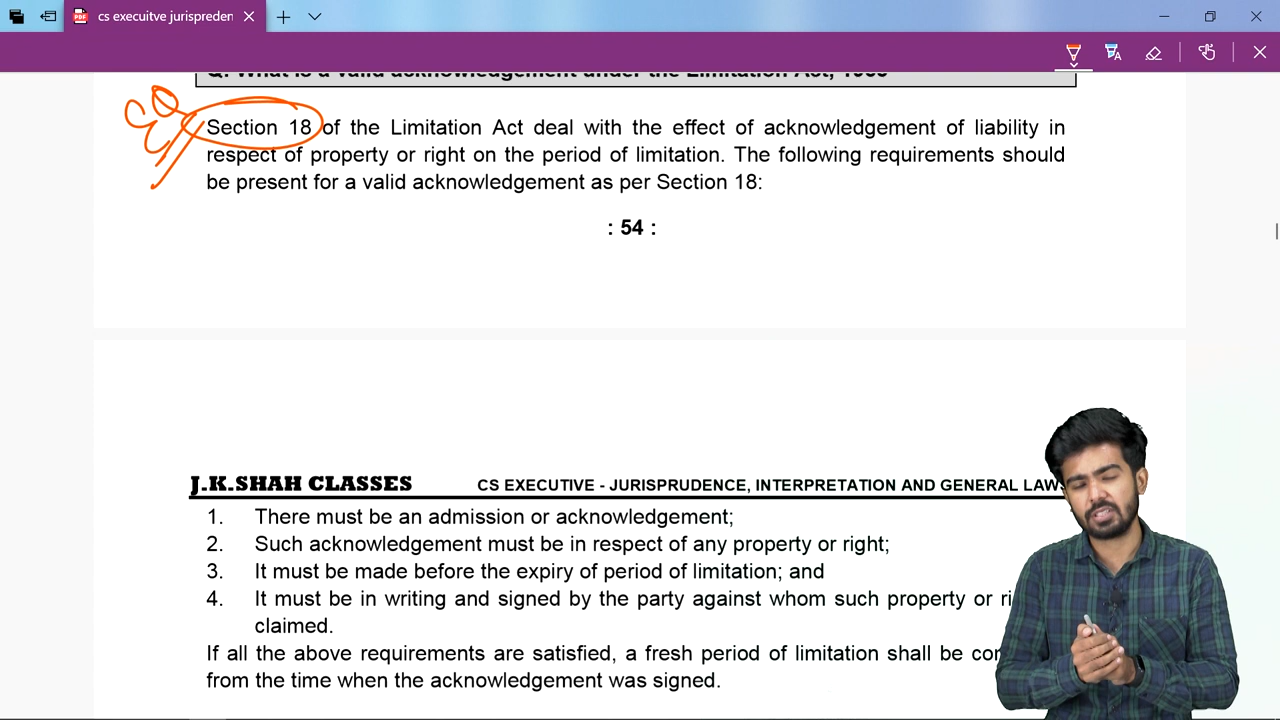 cs execuitve jurispreden
Section 18 of the Limitation Act deal with the effect of acknowledgement of liability in
respect of property or right on the period of limitation. The following requirements should
be present for a valid acknowledgement as per Section 18:
: 54 :
J.K.SHAH CLASSES CS EXECUTIVE - JURISPRUDENCE, INTERPRETATION AND GENERAL LAWS
1. There must be an admission or acknowledgement;
2. Such acknowledgement must be in respect of any property or right;
3. It must be made before the expiry of period of limitation; and
4. It must be in writing and signed by the party against whom such property or
claimed.
If all the above requirements are satisfied, a fresh period of limitation shall be
from the time when the acknowledgement was signed.